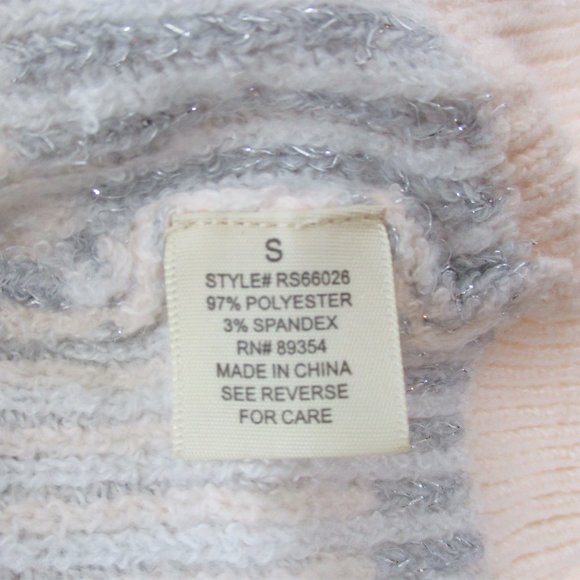 S
STYLE# RS66026
97% POLYESTER
3% SPANDEX
RN# 89354
MADE IN CHINA
SEE REVERSE
FOR CARE